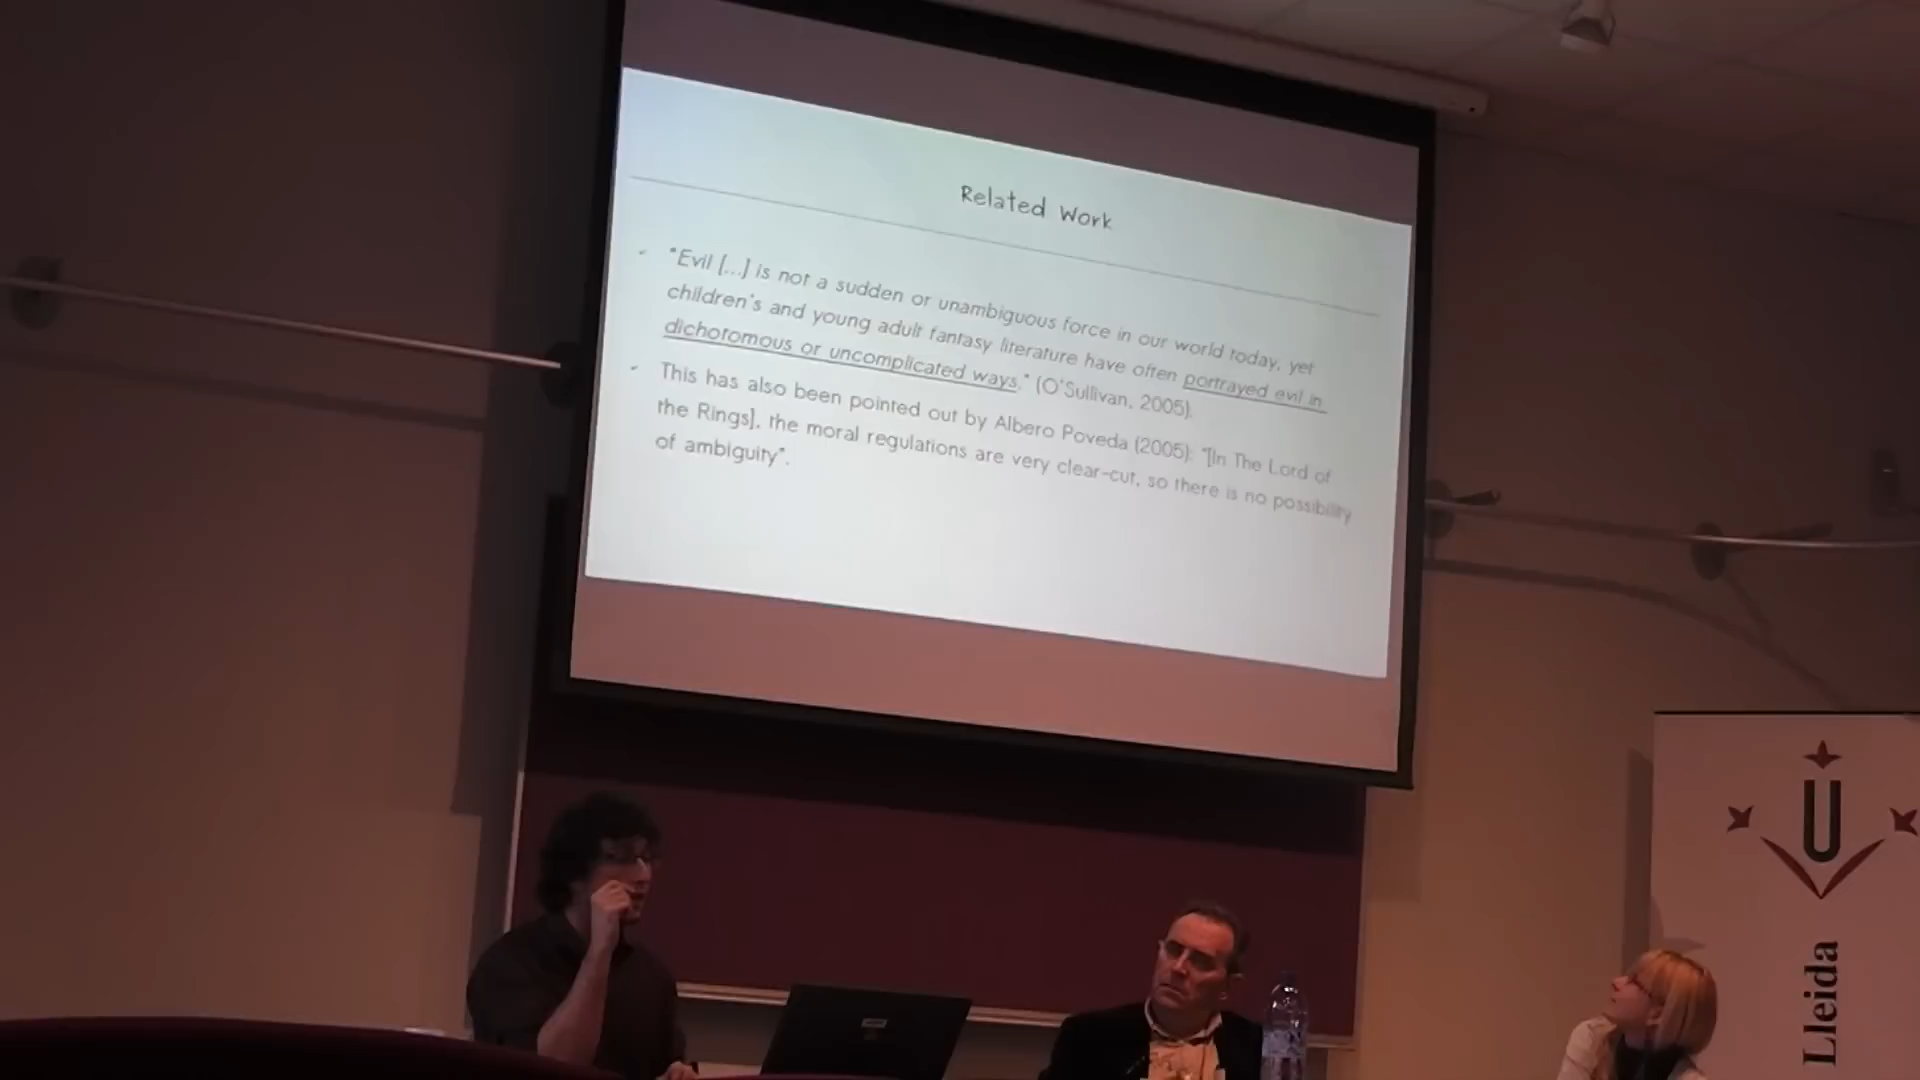 Related Work
"Evil [...] is not a sudden or unambiguous force in our world today, yet
children's and young adult fantasy literature have often portrayed evil in
dichotomous or uncomplicated ways." (O'Sullivan, 2005).
This has also been pointed out by Albero Poveda (2005): "[In The Lord of
the Rings], the moral regulations are very clear-cut, so there is no possibility
of ambiguity".
U
Lleida